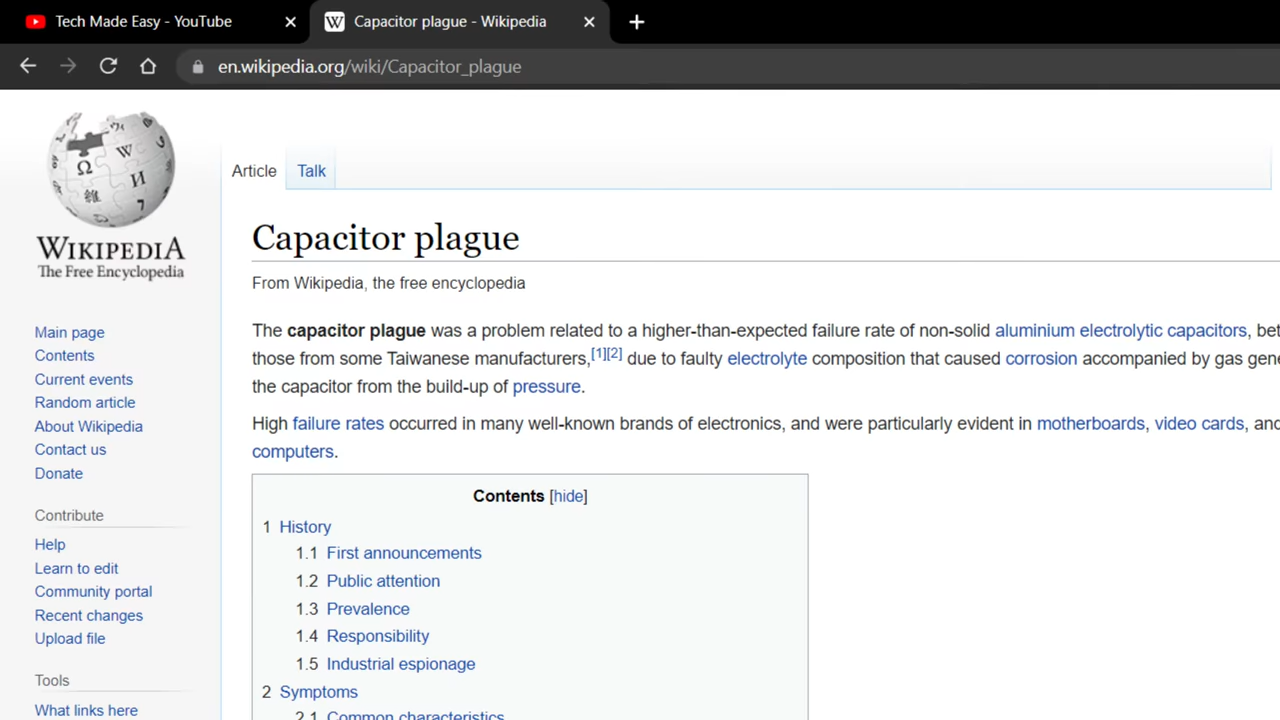 Tech Made Easy - YouTube
Capacitor plague - Wikipedia
en.wikipedia.org/wiki/Capacitor_plague
WIKIPEDIA
The Free Encyclopedia
Article
Talk
Capacitor plague
From Wikipedia, the free encyclopedia
The capacitor plague was a problem related to a higher-than-expected failure rate of non-solid aluminium electrolytic capacitors, bet
those from some Taiwanese manufacturers,[1][2] due to faulty electrolyte composition that caused corrosion accompanied by gas gene
the capacitor from the build-up of pressure.
High failure rates occurred in many well-known brands of electronics, and were particularly evident in motherboards, video cards, and
computers.
Main page
Contents
Current events
Random article
About Wikipedia
Contact us
Donate
Contribute
Help
Learn to edit
Community portal
Recent changes
Upload file
Tools
What links here
Contents [hide]
1 History
1.1 First announcements
1.2 Public attention
1.3 Prevalence
1.4 Responsibility
1.5 Industrial espionage
2 Symptoms
2.1 Common characteristics